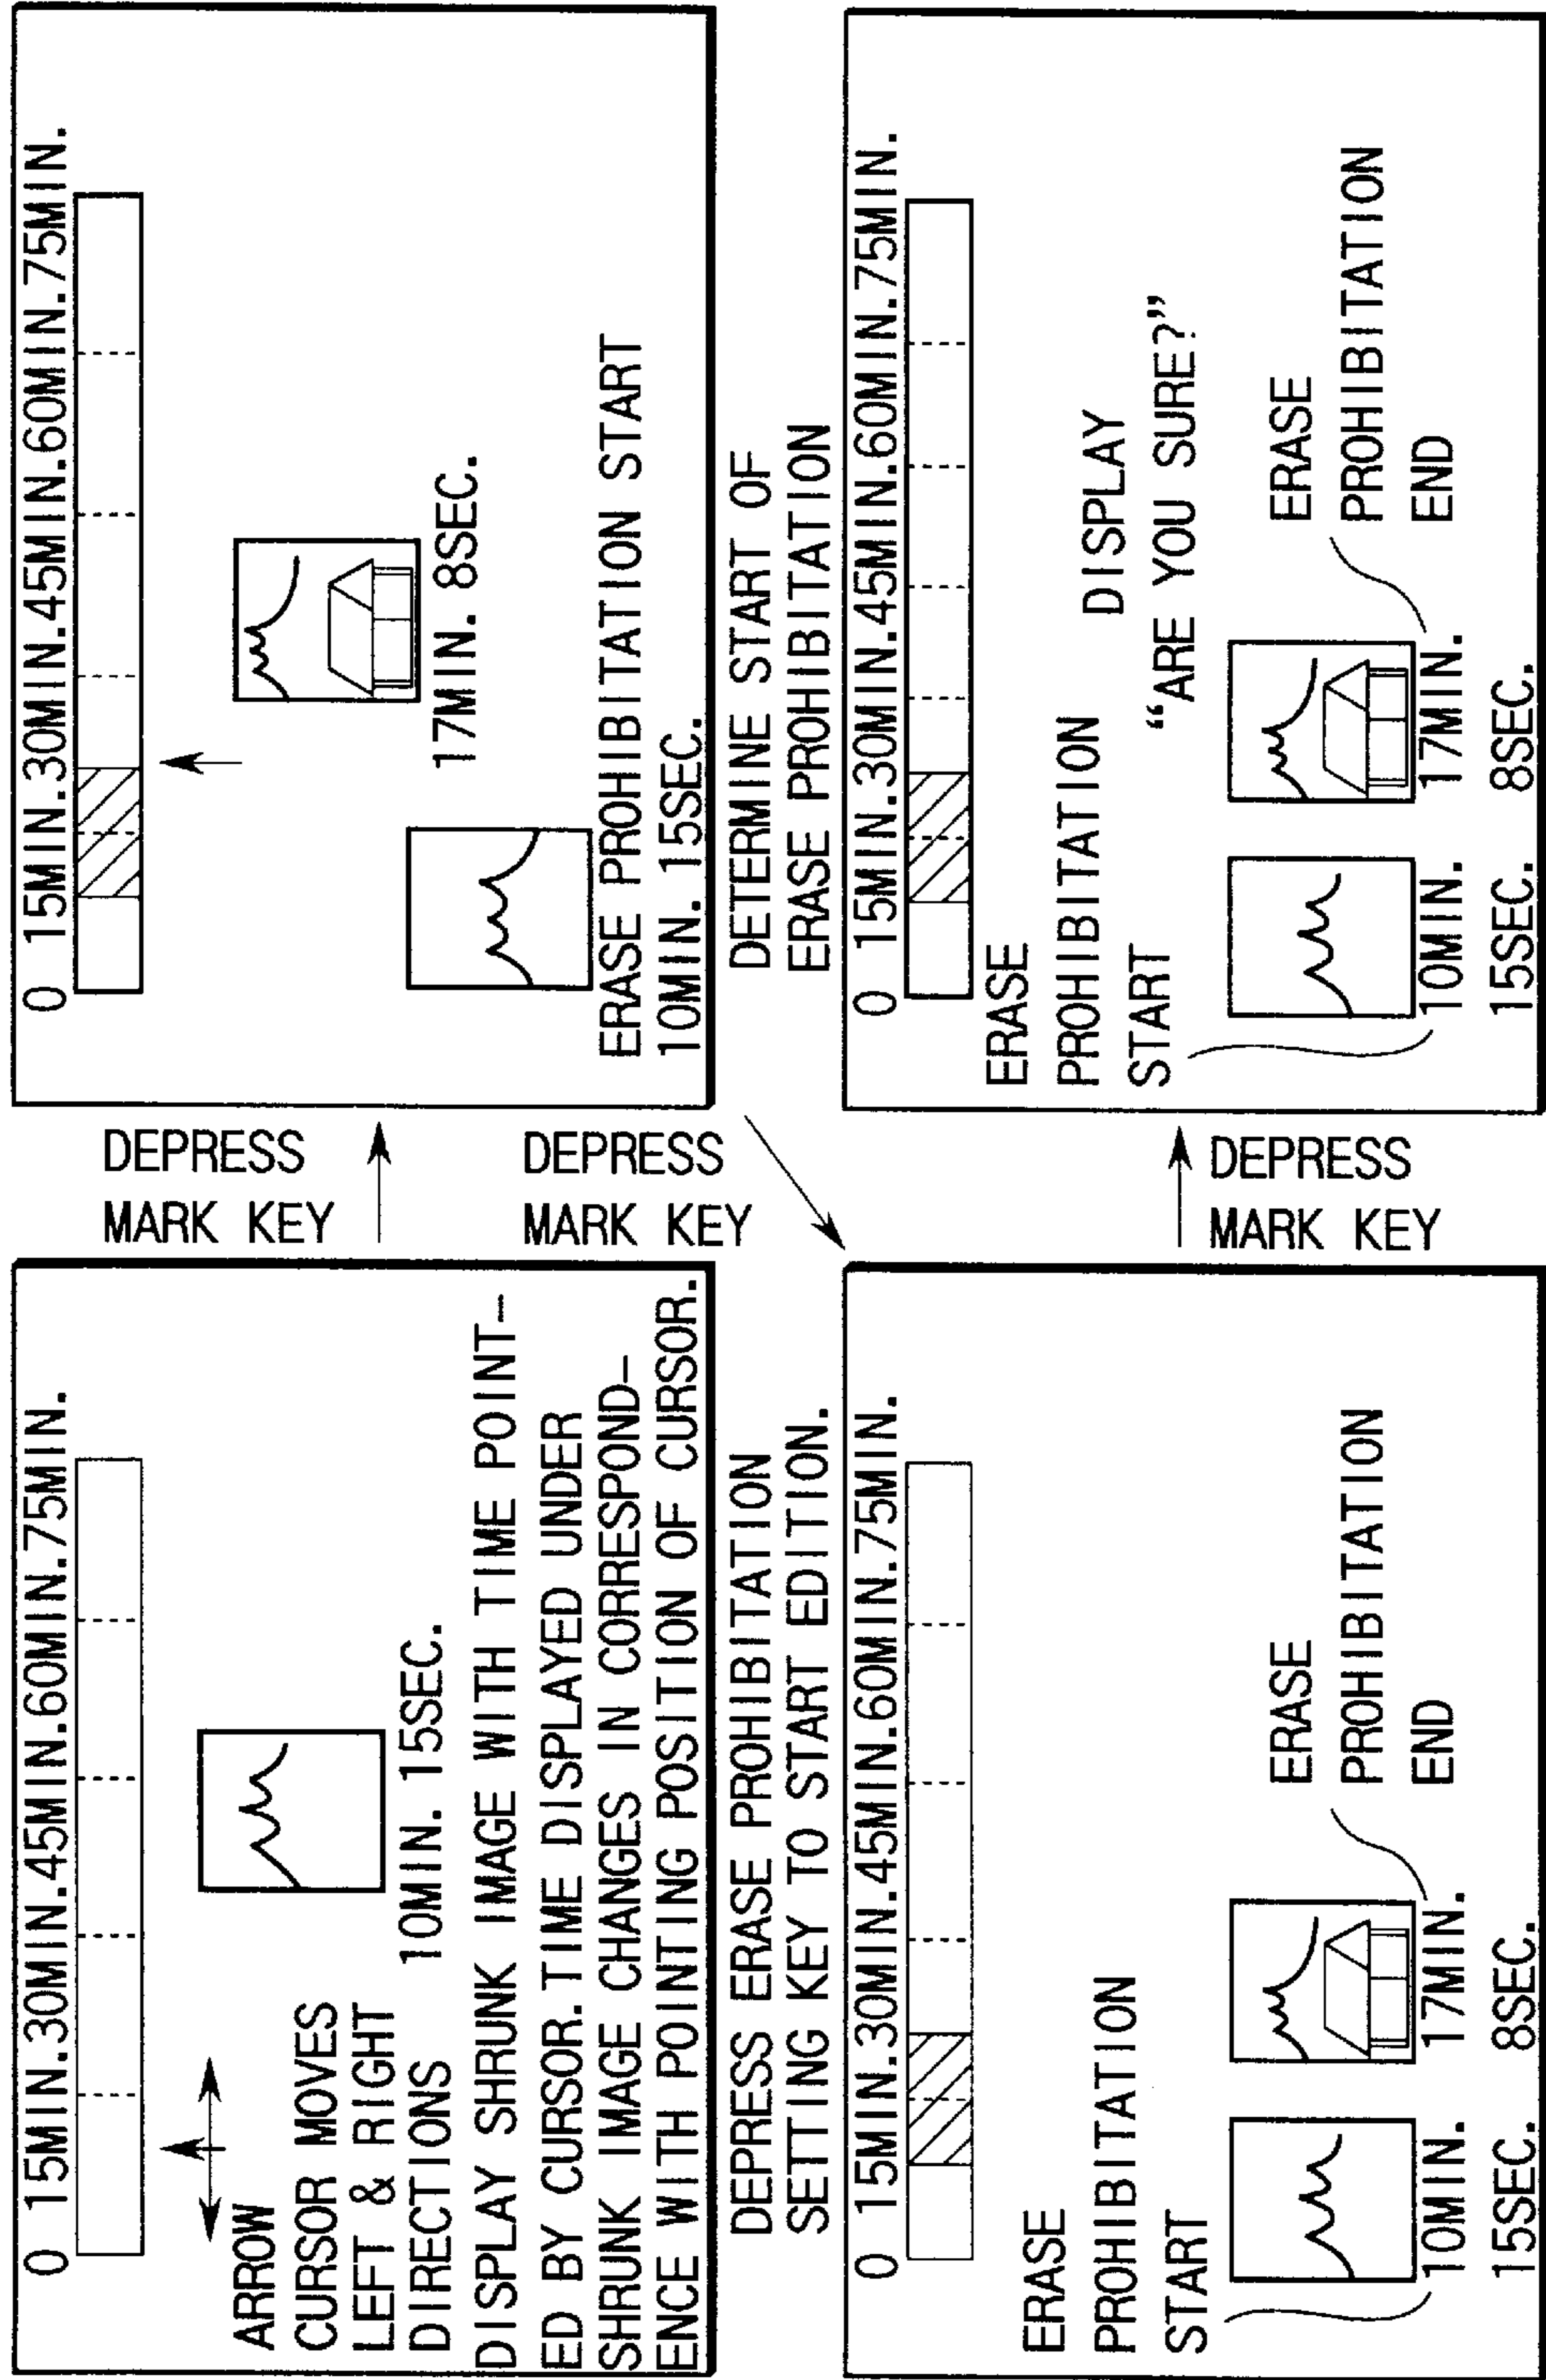 0 15MIN.30MIN.45MIN.60MIN.75MIN.
ARROW
CURSOR MOVES
LEFT & RIGHT
DIRECTIONS
10MIN.15SEC.
DISPLAY SHRUNK IMAGE WITH TIME POINT-
ED BY CURSOR.TIME DISPLAYED UNDER
SHRUNK IMAGE CHANGES IN CORRESPOND-
ENCE WITH POINTING POSITION OF CURSOR.
DEPRESS ERASE PROHIBITATION
SETTING KEY TO START EDITION.
DEPRESS
MARK KEY
0 15MIN.30MIN.45MIN.60MIN.75MIN.
17MIN. 8SEC.
ERASE PROHIBITATION START
10MIN. 15SEC.
DETERMINE START OF
ERASE PROHIBITATION
DEPRESS
MARK KEY
0 15MIN.30MIN.45MIN.60MIN.75MIN.
ERASE
PROHIBITATION
START
10MIN.
15SEC.
17MIN.
8SEC.
ERASE
PROHIBITATION
END
DEPRESS
MARK KEY
0 15MIN.30MIN.45MIN.60MIN.75MIN.
ERASE
PROHIBITATION
START
DISPLAY
“ARE YOU SURE?”
10MIN.
15SEC.
17MIN.
8SEC.
ERASE
PROHIBITATION
END